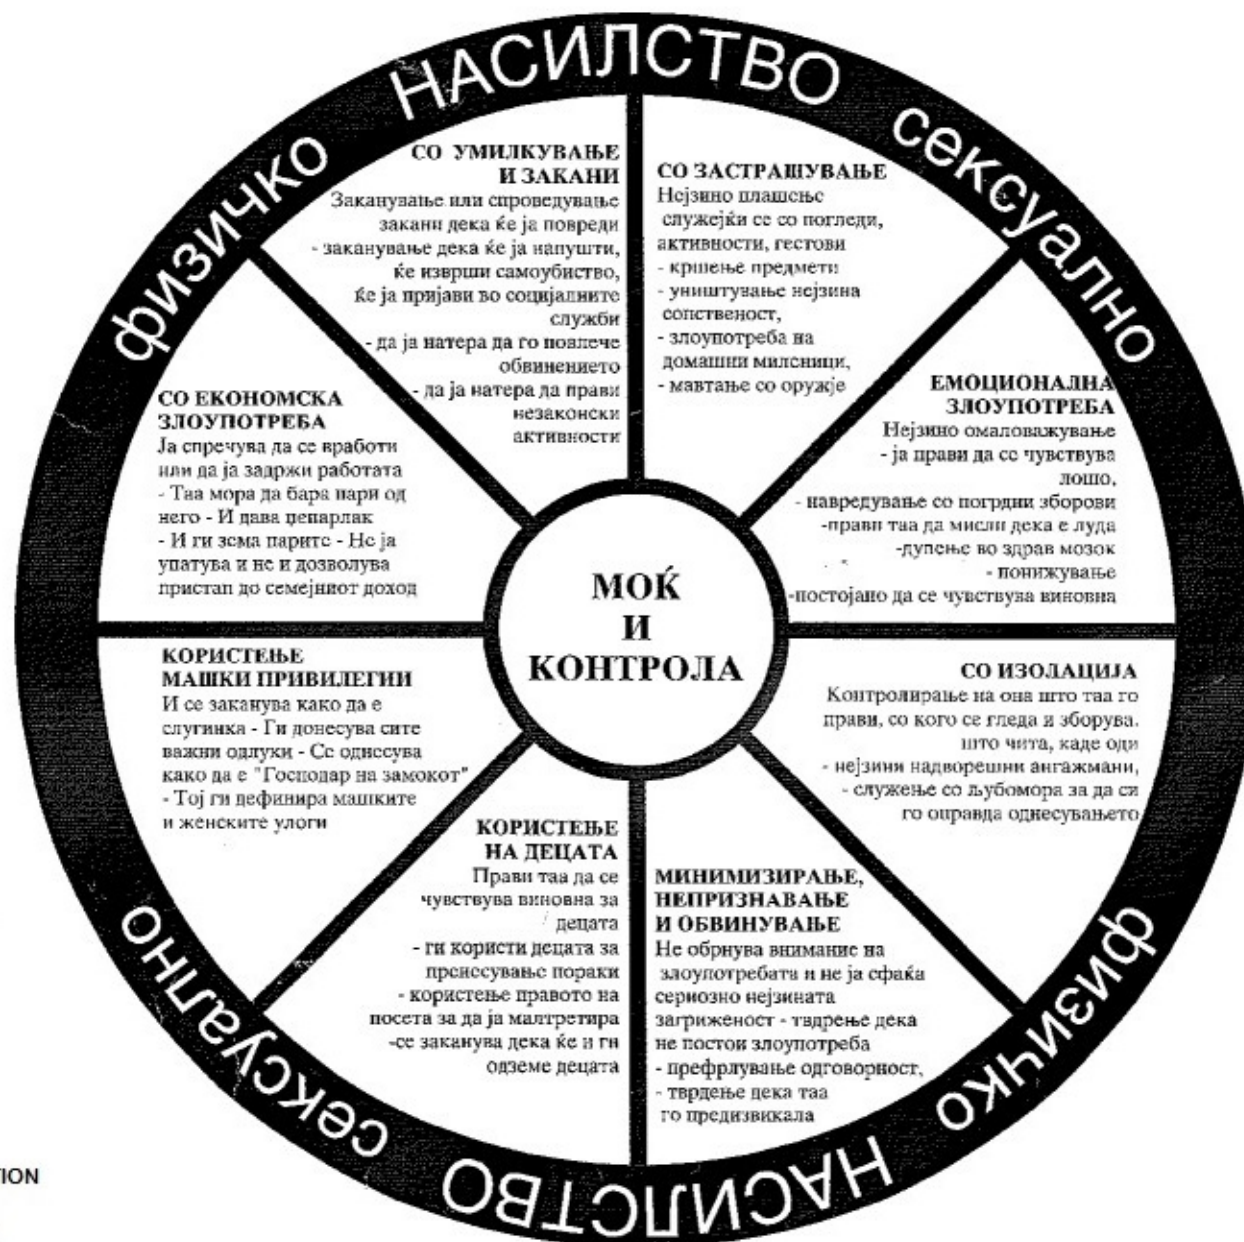 физичко НАСИЛСТВО сексуално
СО УМИЛКУВАЊЕ
И ЗАКАНИ
Заканување или спроведување
закани дека ќе ја повреди
- заканување дека ќе ја напушти,
ќе изврши самоубиство,
ќе ја пријави во социјалните
служби
- да ја натера да го повлече
обвинението
- да ја натера да прави
незаконски
активности
СО ЗАСТРАШУВАЊЕ
Нејзино плашење
служејќи се со погледи,
активности, гестови
- кршење предмети
- уништување нејзина
сопственост,
- злоупотреба на
домашни миленици,
- мавтање со оружје
СО ЕКОНОМСКА
ЗЛОУПОТРЕБА
Ја спречува да се вработи
или да ја задржи работата
- Таа мора да бара пари од
него - И дава џепарлак
- И ги зема парите - Не ја
упатува и не и дозволува
пристап до семејниот доход
ЕМОЦИОНАЛНА
ЗЛОУПОТРЕБА
Нејзино омаловажување
- ја прави да се чувствува
лошо,
- навредување со погрдни зборови
-прави таа да мисли дека е луда
-дупење во здрав мозок
- понижување
-постојано да се чувствува виновна
МОЌ
И
КОНТРОЛА
КОРИСТЕЊЕ
МАШКИ ПРИВИЛЕГИИ
И се заканува како да е
слугинка - Ги донесува сите
важни одлуки - Се однесува
како да е "Господар на замокот"
- Тој ги дефинира машките
и женските улоги
СО ИЗОЛАЦИЈА
Контролирање на она што таа го
прави, со кого се гледа и зборува.
што чита, каде оди
- нејзини надворешни ангажмани,
- служење со љубомора за да си
го оправда однесувањето
КОРИСТЕЊЕ
НА ДЕЦАТА
Прави таа да се
чувствува виновна за
децата
- ги користи децата за
пренесување пораки
- користење правото на
посета за да ја малтретира
-се заканува дека ќе и ги
одземе децата
МИНИМИЗИРАЊЕ,
НЕПРИЗНАВАЊЕ
И ОБВИНУВАЊЕ
Не обрнува внимание на
злоупотребата и не ја сфаќа
сериозно нејзината
загриженост - твдрење дека
не постои злоупотреба
- префрлување одговорност,
- тврдење дека таа
го предизвикала
физичко НАСИЛСТВО сексуално
TION